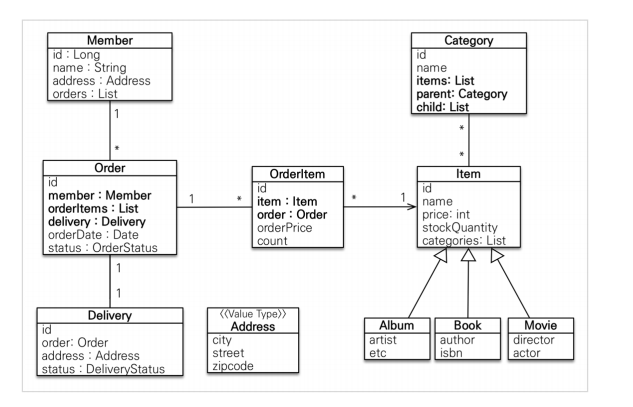 Member
id : Long
name : String
address : Address
orders : List
Category
id
name
items: List
parent: Category
child: List
1
*
*
*
Order
id
member : Member
orderItems : List
delivery : Delivery
orderDate : Date
status : OrderStatus
1
*
OrderItem
id
item : Item
order : Order
orderPrice
count
*
1
Item
id
name
price: int
stockQuantity
categories: List
1
1
Delivery
id
order: Order
address : Address
status : DeliveryStatus
⟨⟨Value Type⟩⟩
Address
city
street
zipcode
Album
artist
etc
Book
author
isbn
Movie
director
actor